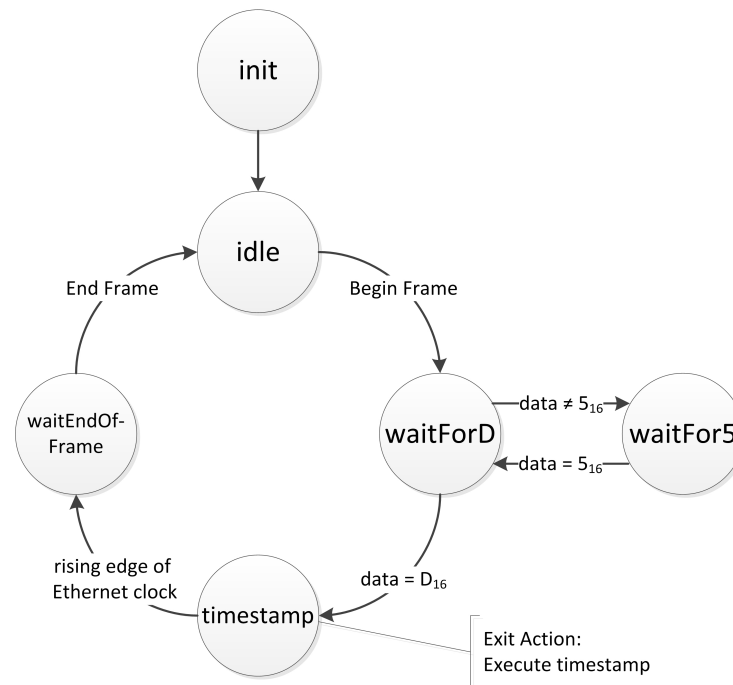 init
idle
End Frame
Begin Frame
waitEndOf-
Frame
waitForD
data ≠ 5₁₆
waitFor5
data = 5₁₆
rising edge of
Ethernet clock
data = D₁₆
timestamp
Exit Action:
Execute timestamp